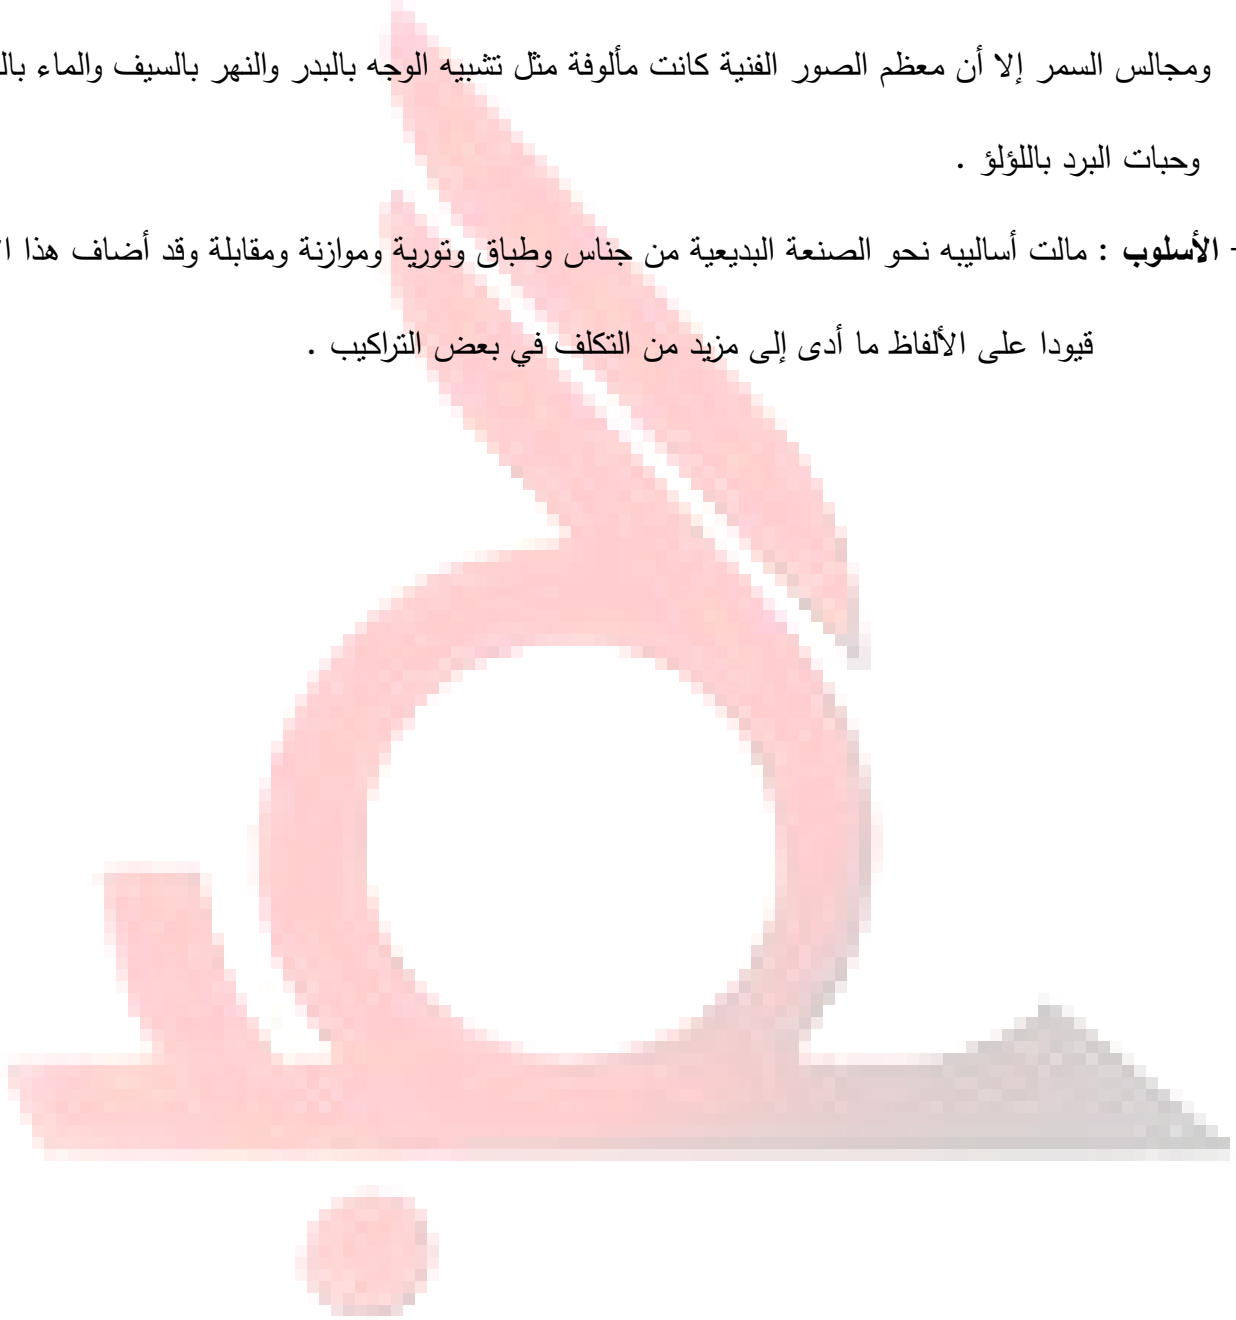 ومجالس السمر إلا أن معظم الصور الفنية كانت مألوفة مثل تشبيه الوجه بالبدر والنهر بالسيف والماء
وحبات البرد باللؤلؤ .
- الأسلوب : مالت أساليبه نحو الصنعة البديعية من جناس وطباق وتورية وموازنة ومقابلة وقد أضاف هذا
قيودا على الألفاظ ما أدى إلى مزيد من التكلف في بعض التراكيب .